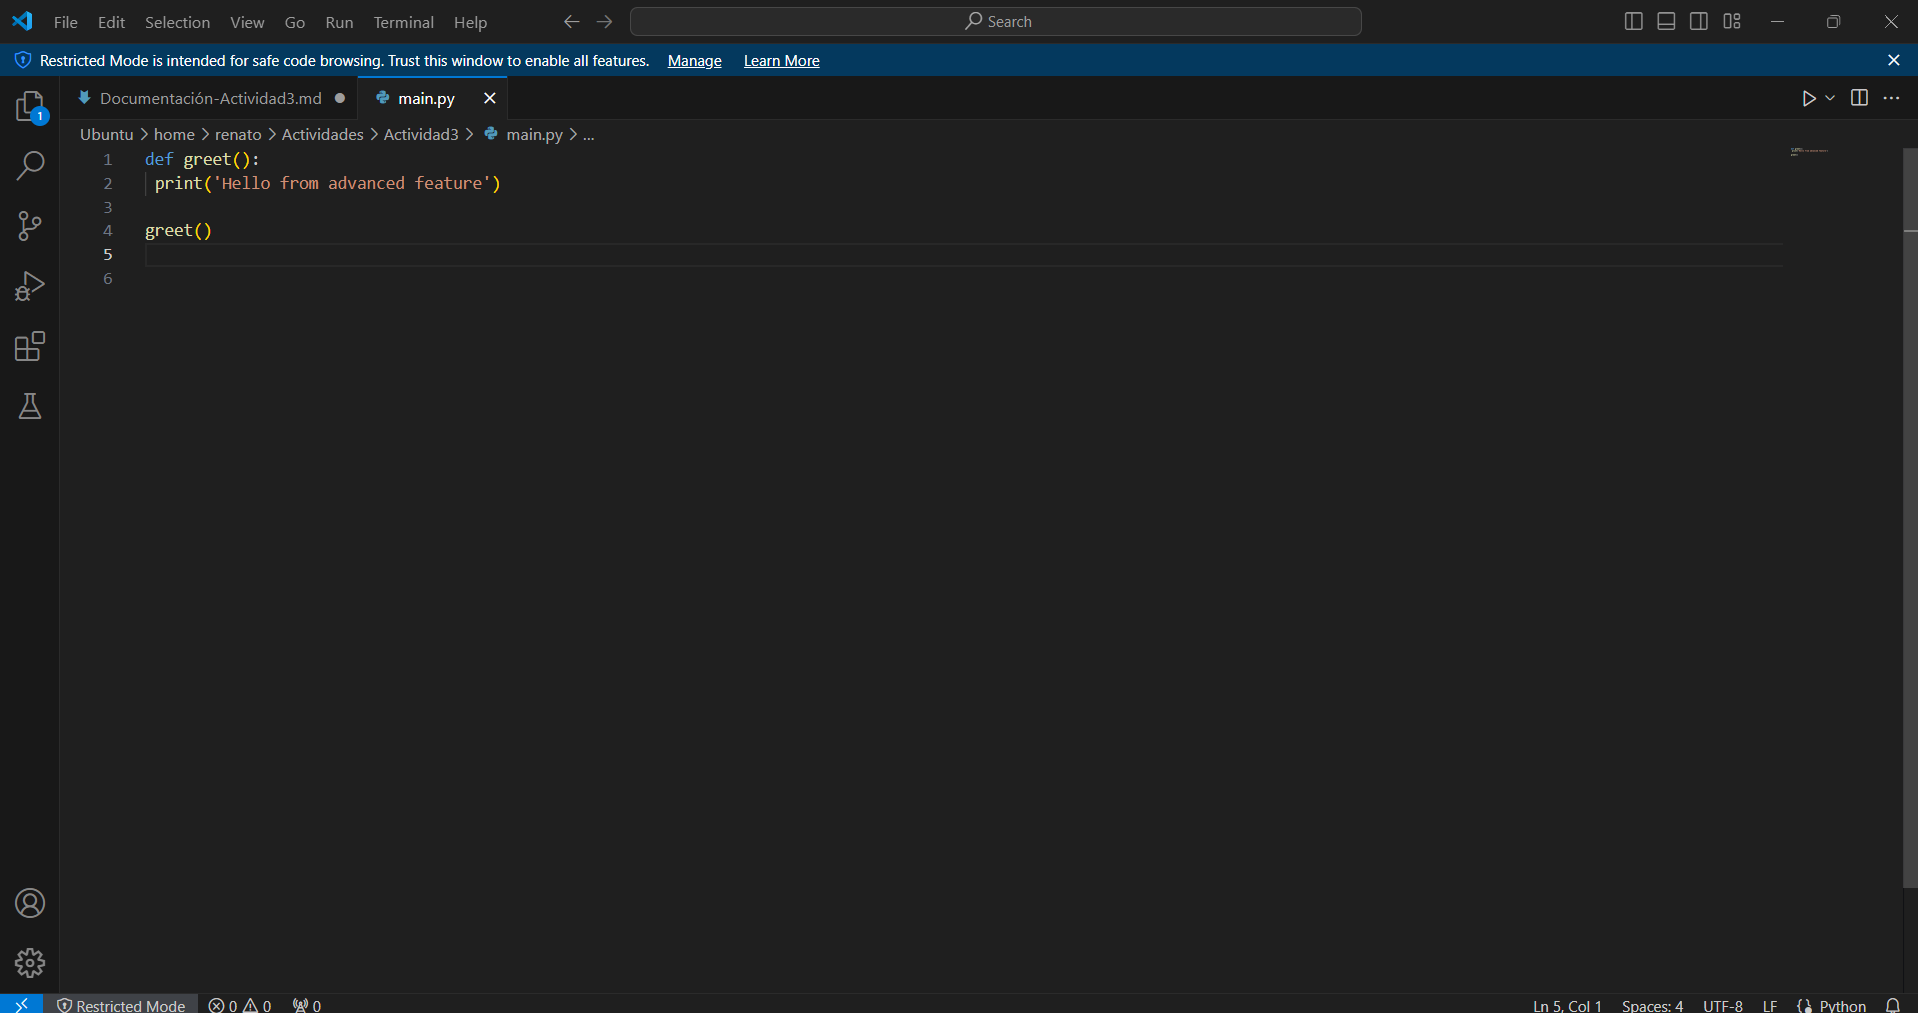 File Edit Selection View Go Run Terminal Help Search
Restricted Mode is intended for safe code browsing. Trust this window to enable all features. Manage Learn More
Documentación-Actividad3.md main.py
Ubuntu > home > renato > Actividades > Actividad3 > main.py > ...
1 def greet():
2 print('Hello from advanced feature')
3
4 greet()
5
6
1
Restricted Mode 0 0 0 Ln 5, Col 1 Spaces: 4 UTF-8 LF Python